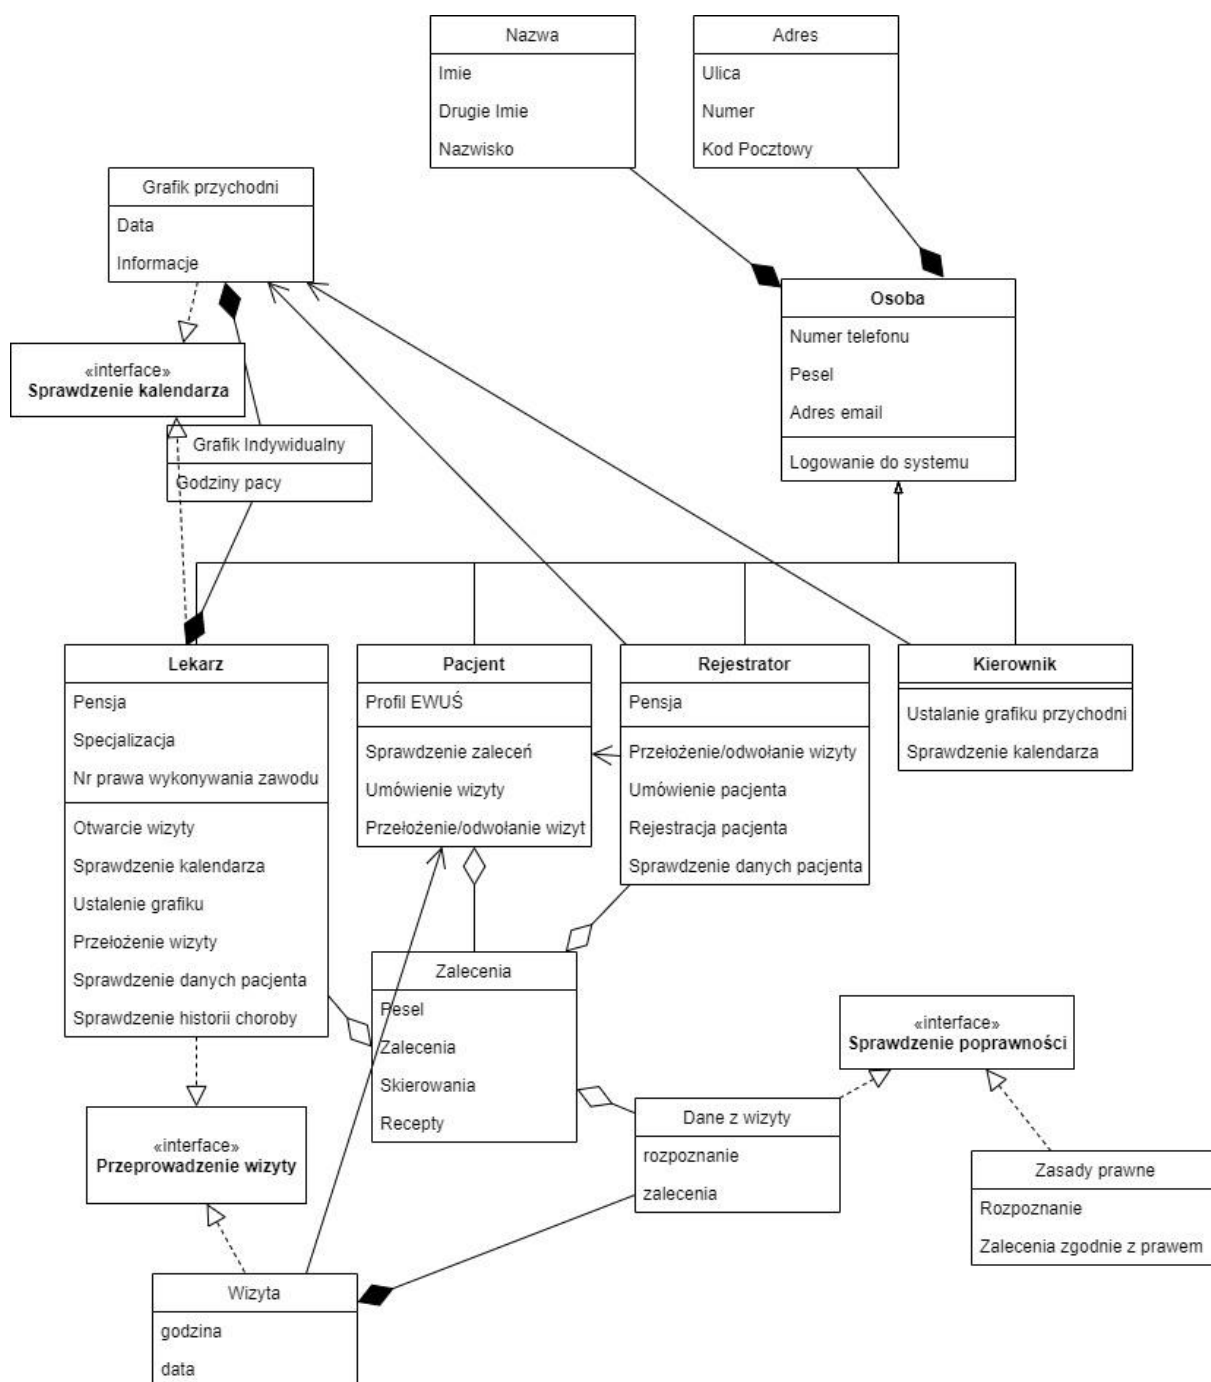 Nazwa
Imie
Drugie Imie
Nazwisko
Adres
Ulica
Numer
Kod Pocztowy
Grafik przychodni
Data
Informacje
Osoba
Numer telefonu
Pesel
Adres email
Logowanie do systemu
«interface»
Sprawdzenie kalendarza
Grafik Indywidualny
Godziny pacy
Lekarz
Pensja
Specjalizacja
Nr prawa wykonywania zawodu
Otwarcie wizyty
Sprawdzenie kalendarza
Ustalenie grafiku
Przełożenie wizyty
Sprawdzenie danych pacjenta
Sprawdzenie historii choroby
Pacjent
Profil EWUŚ
Sprawdzenie zaleceń
Umówienie wizyty
Przełożenie/odwołanie wizyt
Rejestrator
Pensja
Przełożenie/odwołanie wizyty
Umówienie pacjenta
Rejestracja pacjenta
Sprawdzenie danych pacjenta
Kierownik
Ustalanie grafiku przychodni
Sprawdzenie kalendarza
Zalecenia
Pesel
Zalecenia
Skierowania
Recepty
«interface»
Sprawdzenie poprawności
«interface»
Przeprowadzenie wizyty
Dane z wizyty
rozpoznanie
zalecenia
Zasady prawne
Rozpoznanie
Zalecenia zgodnie z prawem
Wizyta
godzina
data